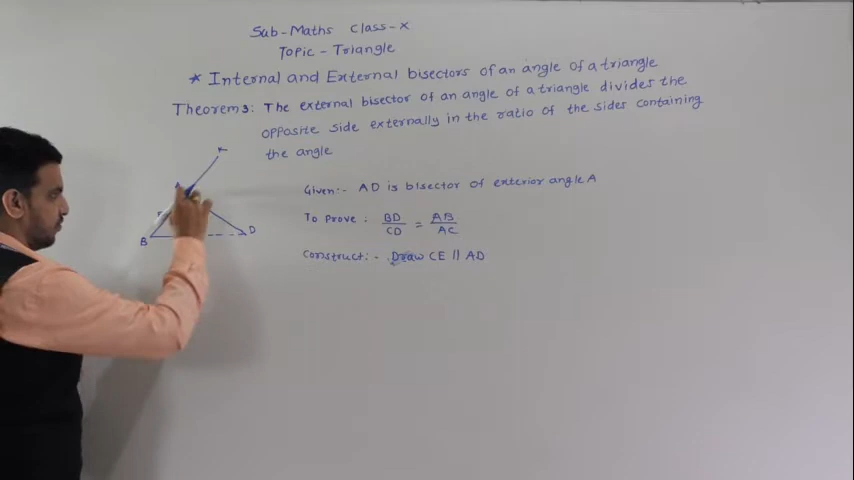 Sub-Maths Class-X
Topic - Triangle
* Internal and External bisectors of an angle of a triangle
Theorem 3: The external bisector of an angle of a triangle divides the
opposite side externally in the ratio of the sides containing
the angle
Given:- AD is bisector of exterior angle A
To Prove : BD/CD = AB/AC
Construct:- Draw CE || AD
K
A
B
D